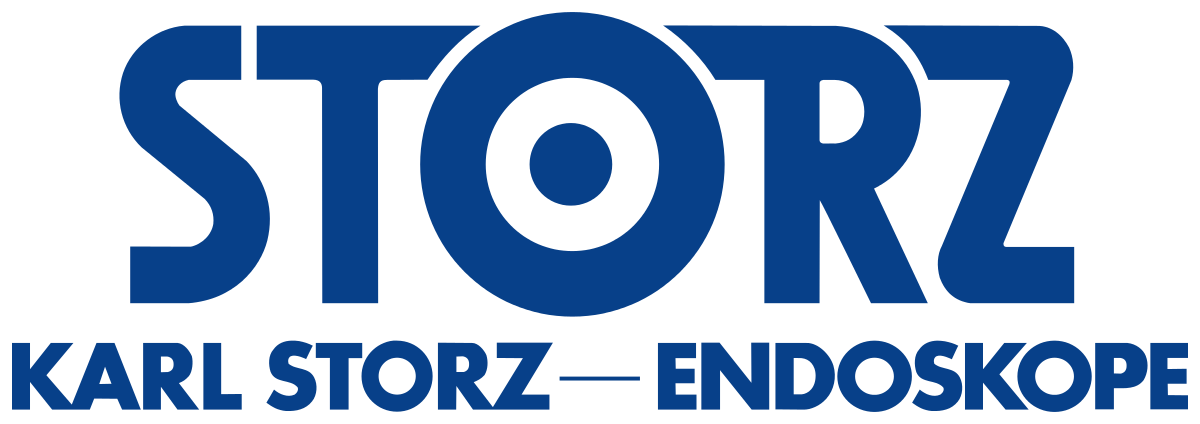 STORZ
KARL STORZ — ENDOSKOPE